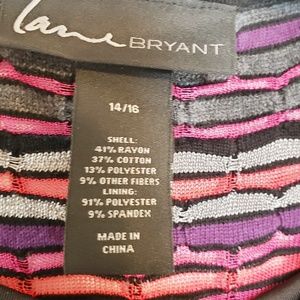 Lane BRYANT
14/16
SHELL:
41% RAYON
37% COTTON
13% POLYESTER
9% OTHER FIBERS
LINING:
91% POLYESTER
9% SPANDEX
MADE IN
CHINA